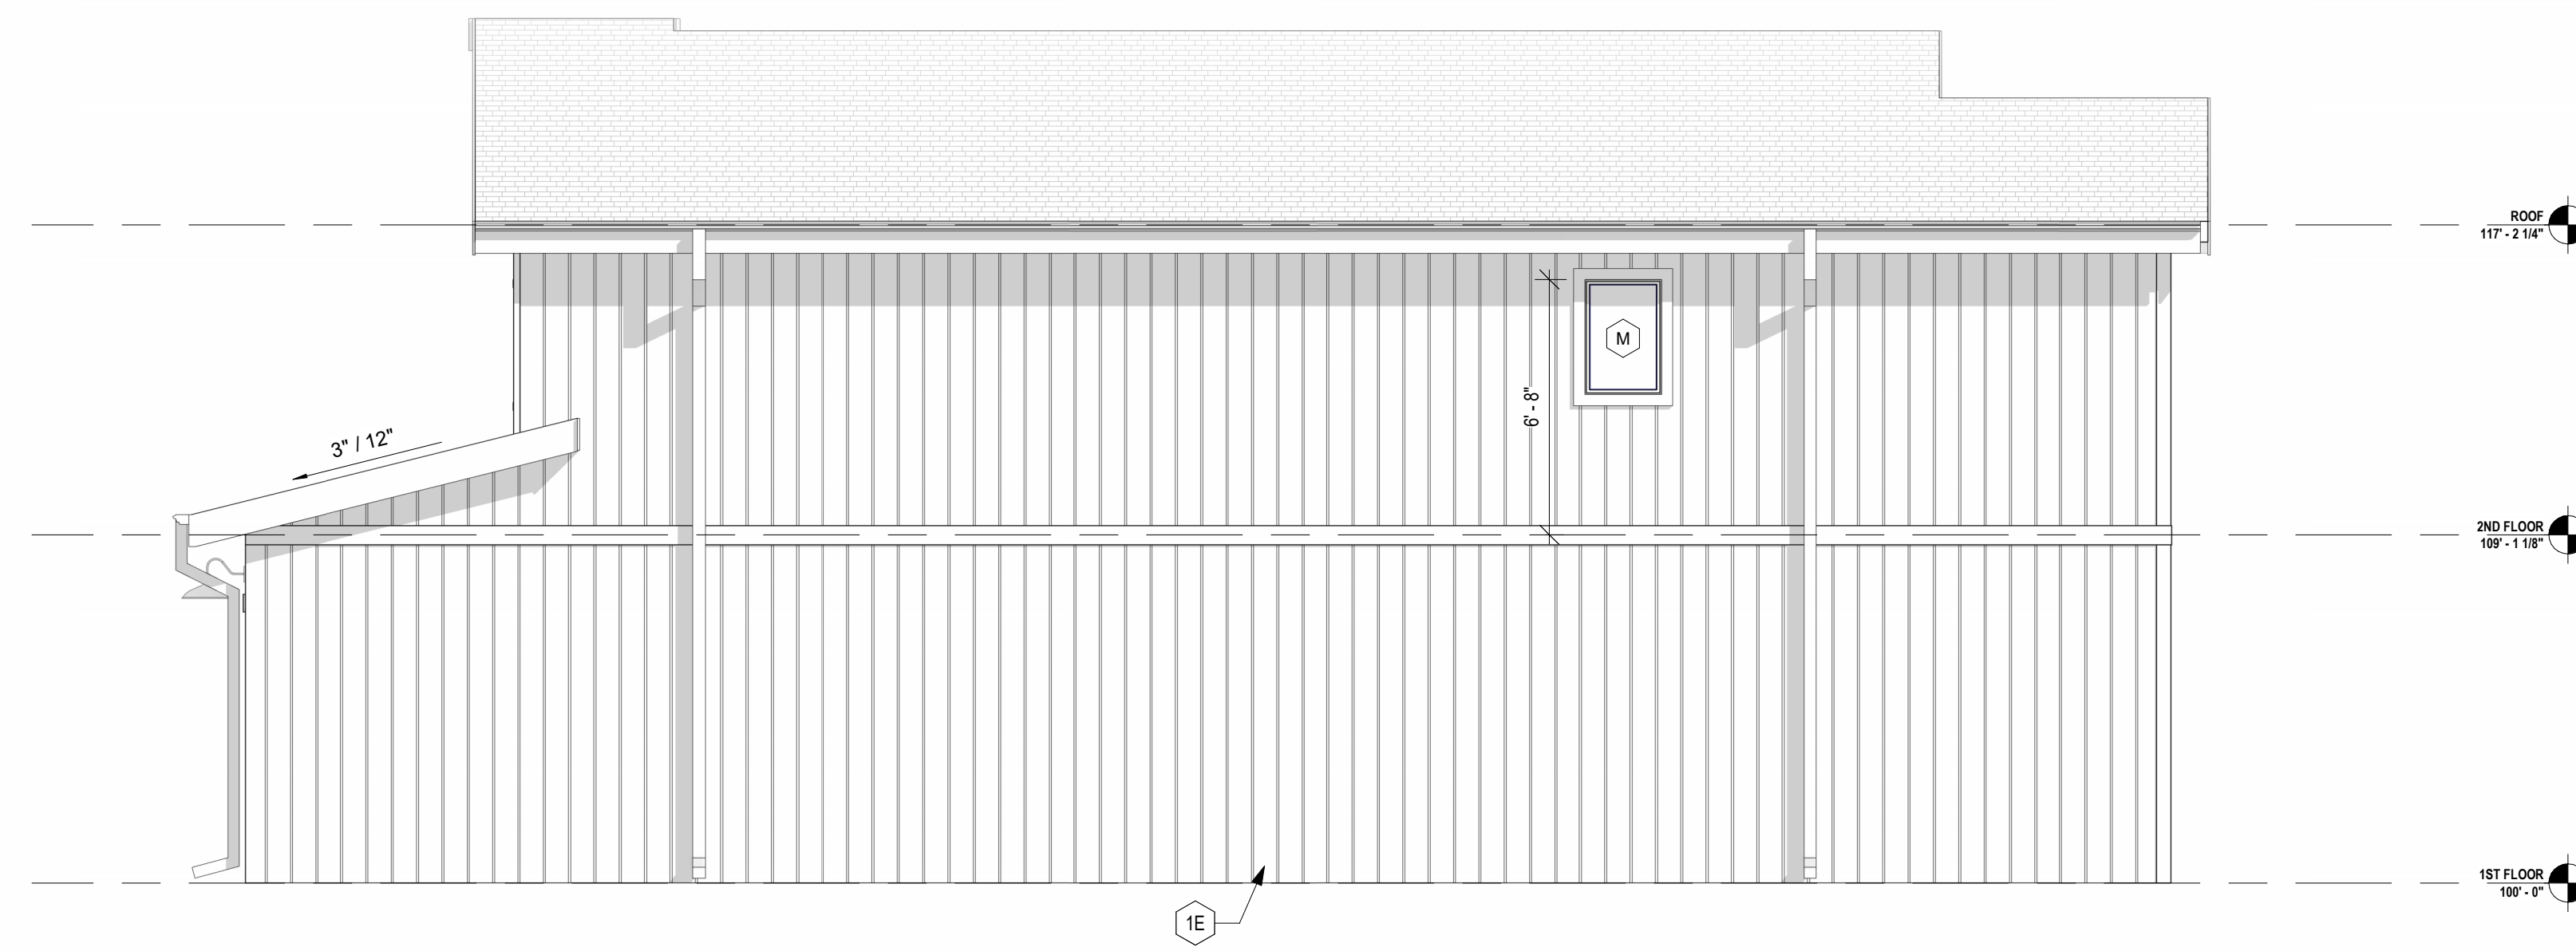 ROOF
117' - 2 1/4"
M
6' - 8"
3" / 12"
2ND FLOOR
109' - 1 1/8"
1ST FLOOR
100' - 0"
1E